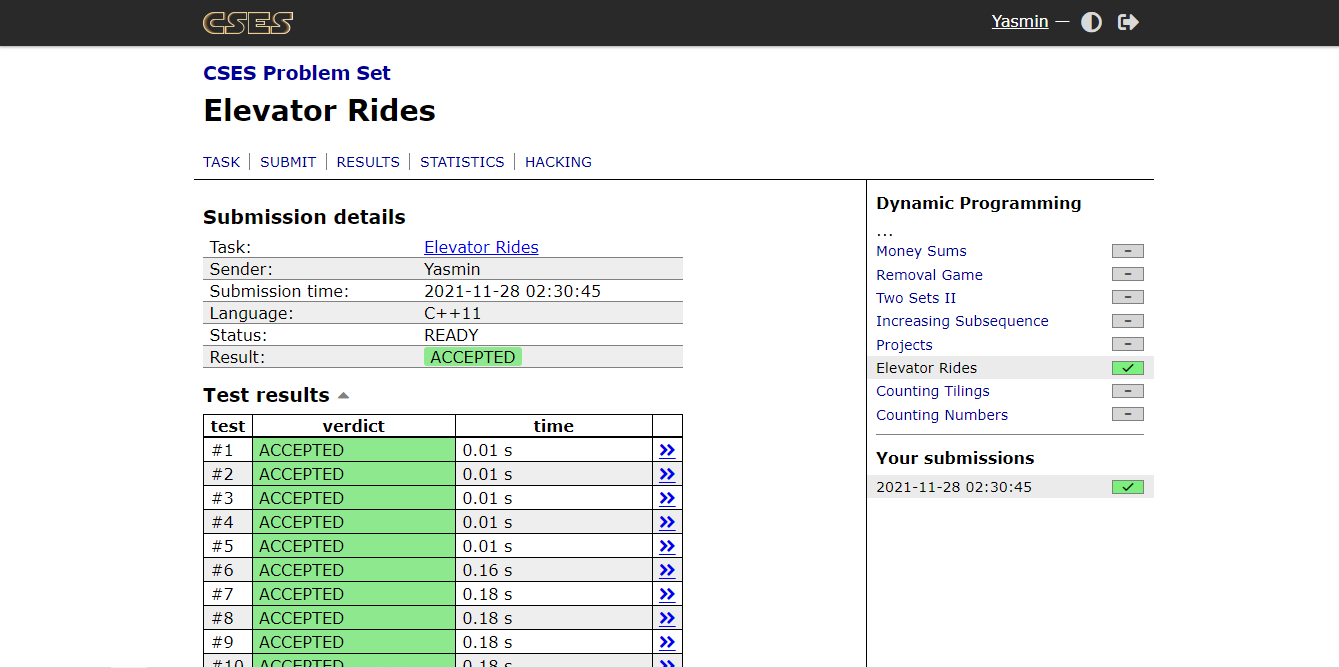 CSES
Yasmin —
CSES Problem Set
Elevator Rides
TASK | SUBMIT | RESULTS | STATISTICS | HACKING
Submission details
Task: Elevator Rides
Sender: Yasmin
Submission time: 2021-11-28 02:30:45
Language: C++11
Status: READY
Result: ACCEPTED
Test results
test verdict time
#1 ACCEPTED 0.01 s »
#2 ACCEPTED 0.01 s »
#3 ACCEPTED 0.01 s »
#4 ACCEPTED 0.01 s »
#5 ACCEPTED 0.01 s »
#6 ACCEPTED 0.16 s »
#7 ACCEPTED 0.18 s »
#8 ACCEPTED 0.18 s »
#9 ACCEPTED 0.18 s »
#10 ACCEPTED 0.18 s »
Dynamic Programming
...
Money Sums –
Removal Game –
Two Sets II –
Increasing Subsequence –
Projects –
Elevator Rides ✓
Counting Tilings –
Counting Numbers –
Your submissions
2021-11-28 02:30:45 ✓